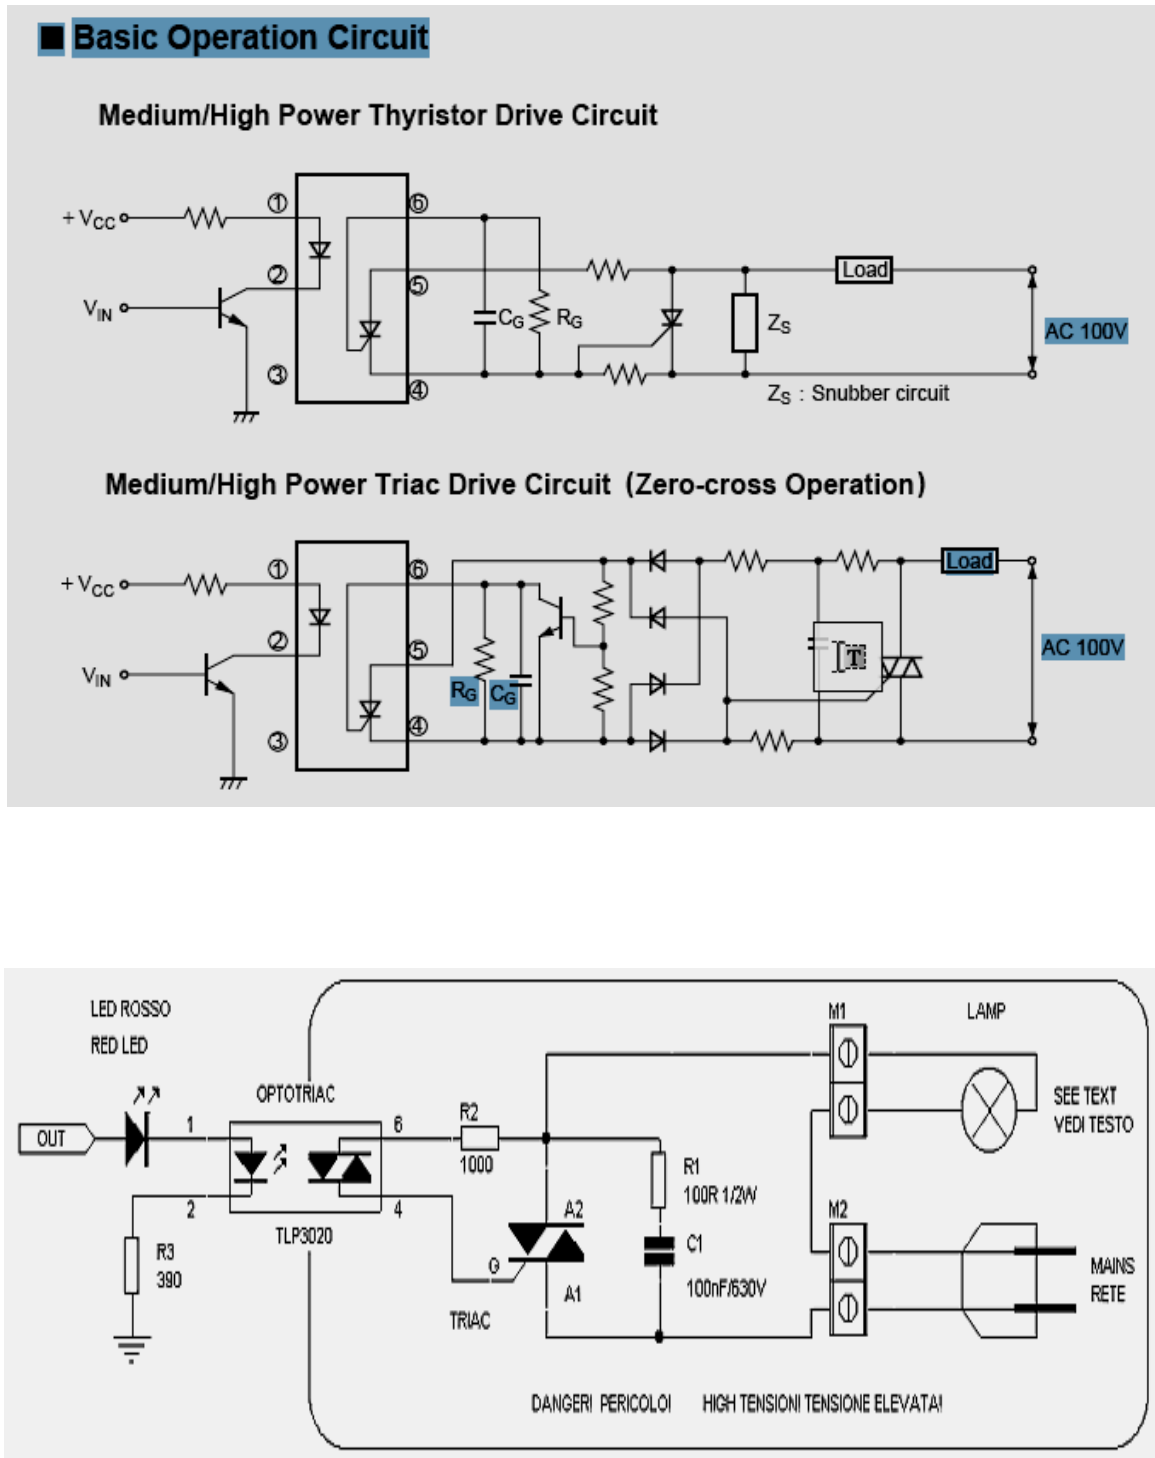 ■ Basic Operation Circuit
Medium/High Power Thyristor Drive Circuit
+ VCC
①
⑥
②
⑤
VIN
③
④
CG
RG
Load
ZS
AC 100V
ZS : Snubber circuit
Medium/High Power Triac Drive Circuit (Zero-cross Operation)
+ VCC
①
⑥
②
⑤
VIN
③
④
RG
CG
T
Load
AC 100V
LED ROSSO
RED LED
OUT
OPTOTRIAC
1
6
2
4
TLP3020
R3
390
R2
1000
A2
G
A1
TRIAC
R1
100R 1/2W
C1
100nF/630V
M1
LAMP
SEE TEXT
VEDI TESTO
M2
MAINS
RETE
DANGER! PERICOLO! HIGH TENSION! TENSIONE ELEVATA!